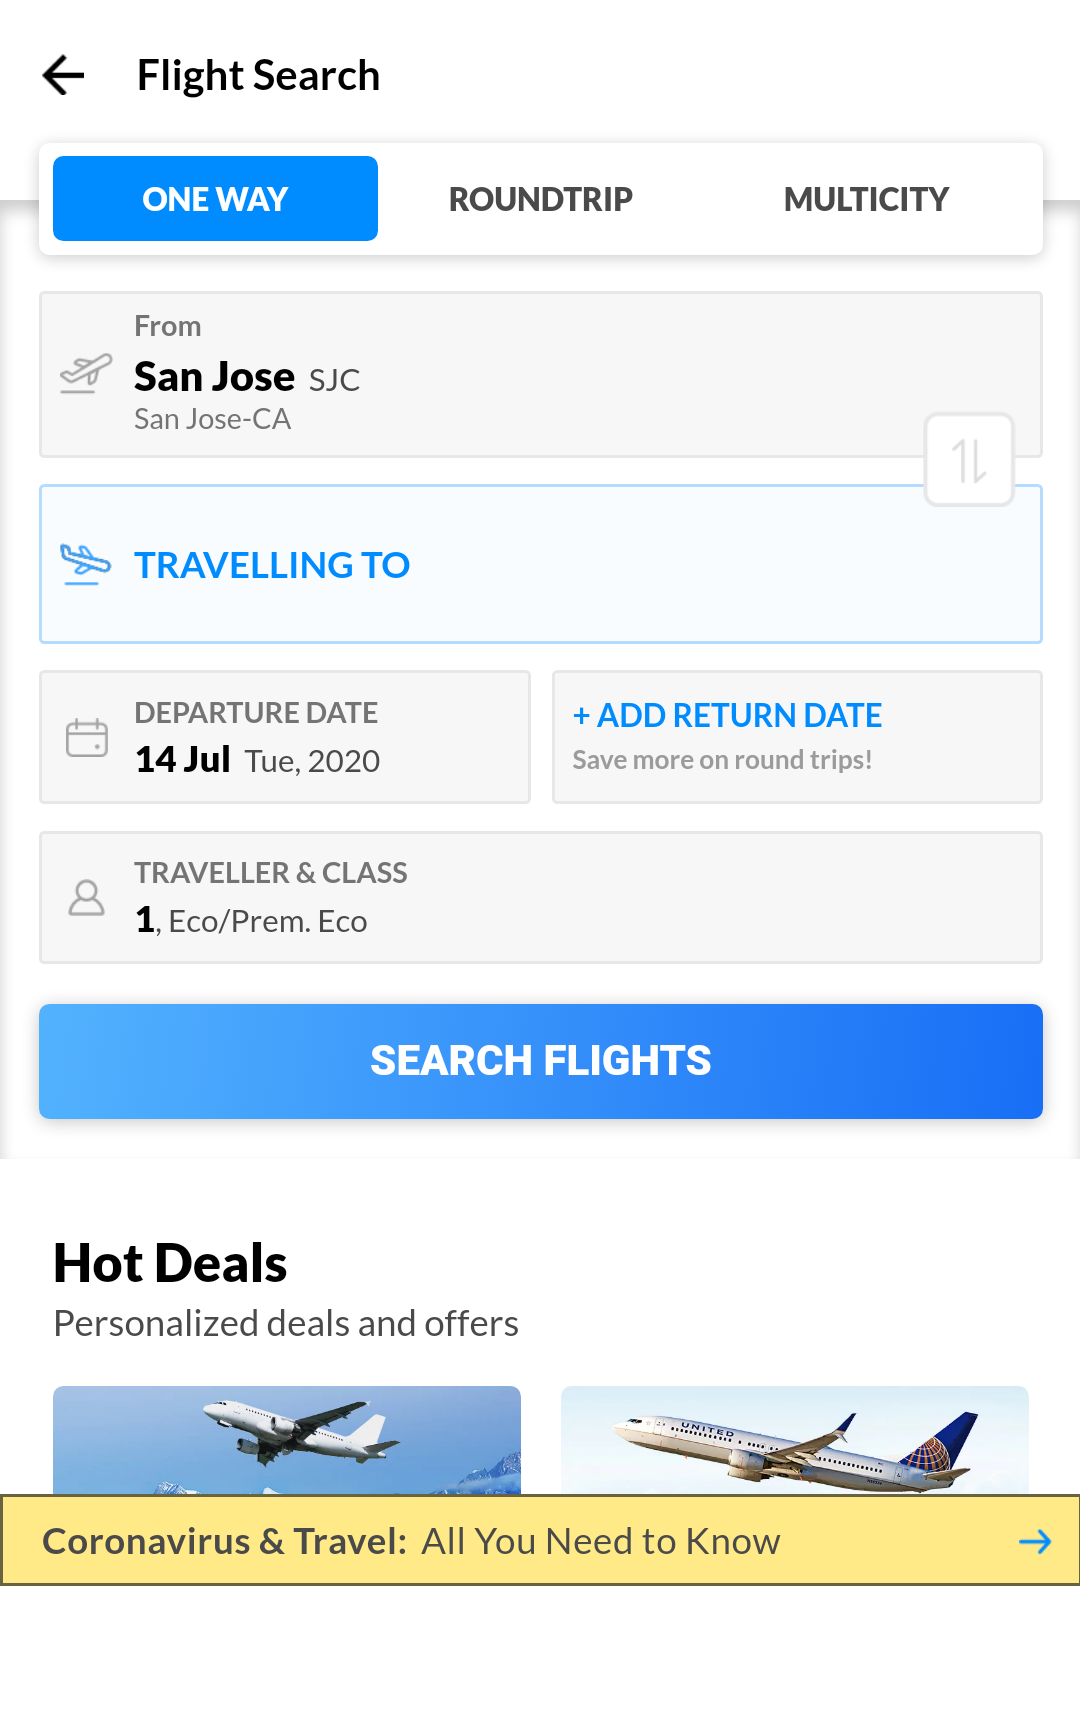 Flight Search
ONE WAY ROUNDTRIP MULTICITY
From
San Jose SJC
San Jose-CA
TRAVELLING TO
DEPARTURE DATE
14 Jul Tue, 2020
+ ADD RETURN DATE
Save more on round trips!
TRAVELLER & CLASS
1, Eco/Prem. Eco
SEARCH FLIGHTS
Hot Deals
Personalized deals and offers
UNITED
Coronavirus & Travel: All You Need to Know